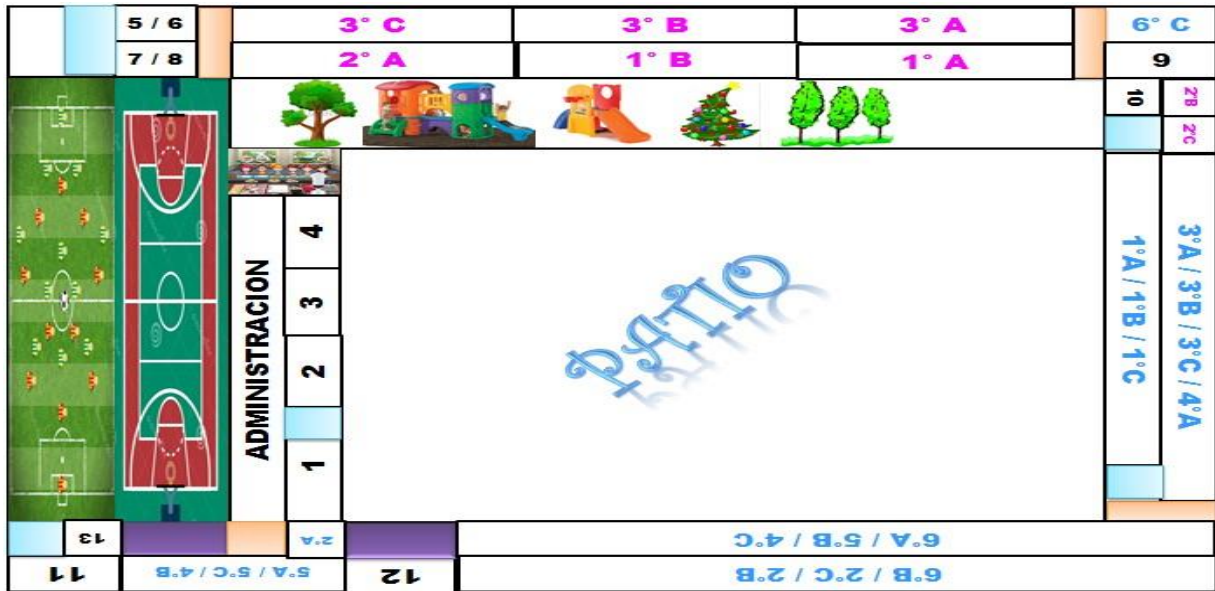 5 / 6
3° C
3° B
3° A
6° C
7 / 8
2° A
1° B
1° A
9
10
2°B
2°C
ADMINISTRACION
4
3
2
1
PATIO
1°A / 1°B / 1°C
3°A / 3°B / 3°C / 4°A
13
2°A
6°A / 5°B / 4°C
11
5°A / 5°C / 4°B
12
6°B / 2°C / 2°B